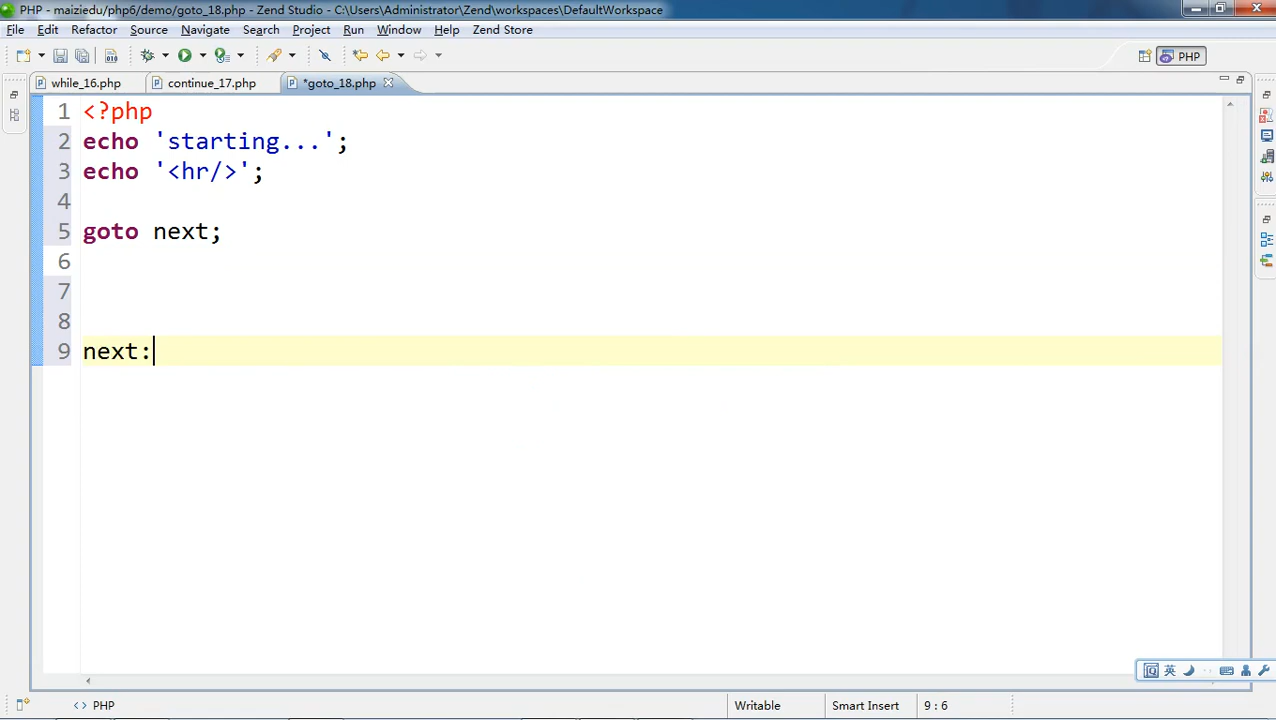 PHP - maiziedu/php6/demo/goto_18.php - Zend Studio - C:\Users\Administrator\Zend\workspaces\DefaultWorkspace
File Edit Refactor Source Navigate Search Project Run Window Help Zend Store
PHP
while_16.php continue_17.php *goto_18.php
1 <?php
2 echo 'starting...';
3 echo '<hr/>';
4
5 goto next;
6
7
8
9 next:
英
<> PHP Writable Smart Insert 9 : 6